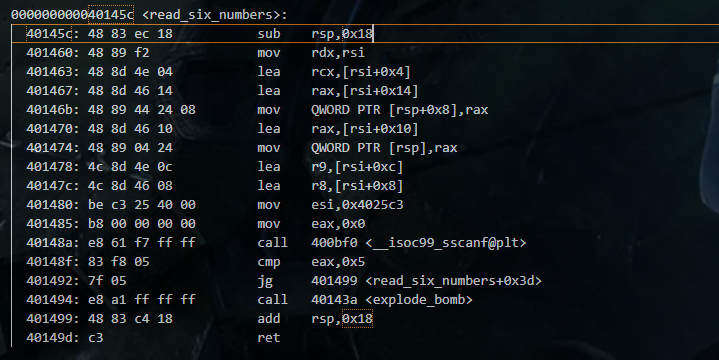 000000000040145c <read_six_numbers>:
40145c: 48 83 ec 18 sub rsp,0x18
401460: 48 89 f2 mov rdx,rsi
401463: 48 8d 4e 04 lea rcx,[rsi+0x4]
401467: 48 8d 46 14 lea rax,[rsi+0x14]
40146b: 48 89 44 24 08 mov QWORD PTR [rsp+0x8],rax
401470: 48 8d 46 10 lea rax,[rsi+0x10]
401474: 48 89 04 24 mov QWORD PTR [rsp],rax
401478: 4c 8d 4e 0c lea r9,[rsi+0xc]
40147c: 4c 8d 46 08 lea r8,[rsi+0x8]
401480: be c3 25 40 00 mov esi,0x4025c3
401485: b8 00 00 00 00 mov eax,0x0
40148a: e8 61 f7 ff ff call 400bf0 <__isoc99_sscanf@plt>
40148f: 83 f8 05 cmp eax,0x5
401492: 7f 05 jg 401499 <read_six_numbers+0x3d>
401494: e8 a1 ff ff ff call 40143a <explode_bomb>
401499: 48 83 c4 18 add rsp,0x18
40149d: c3 ret